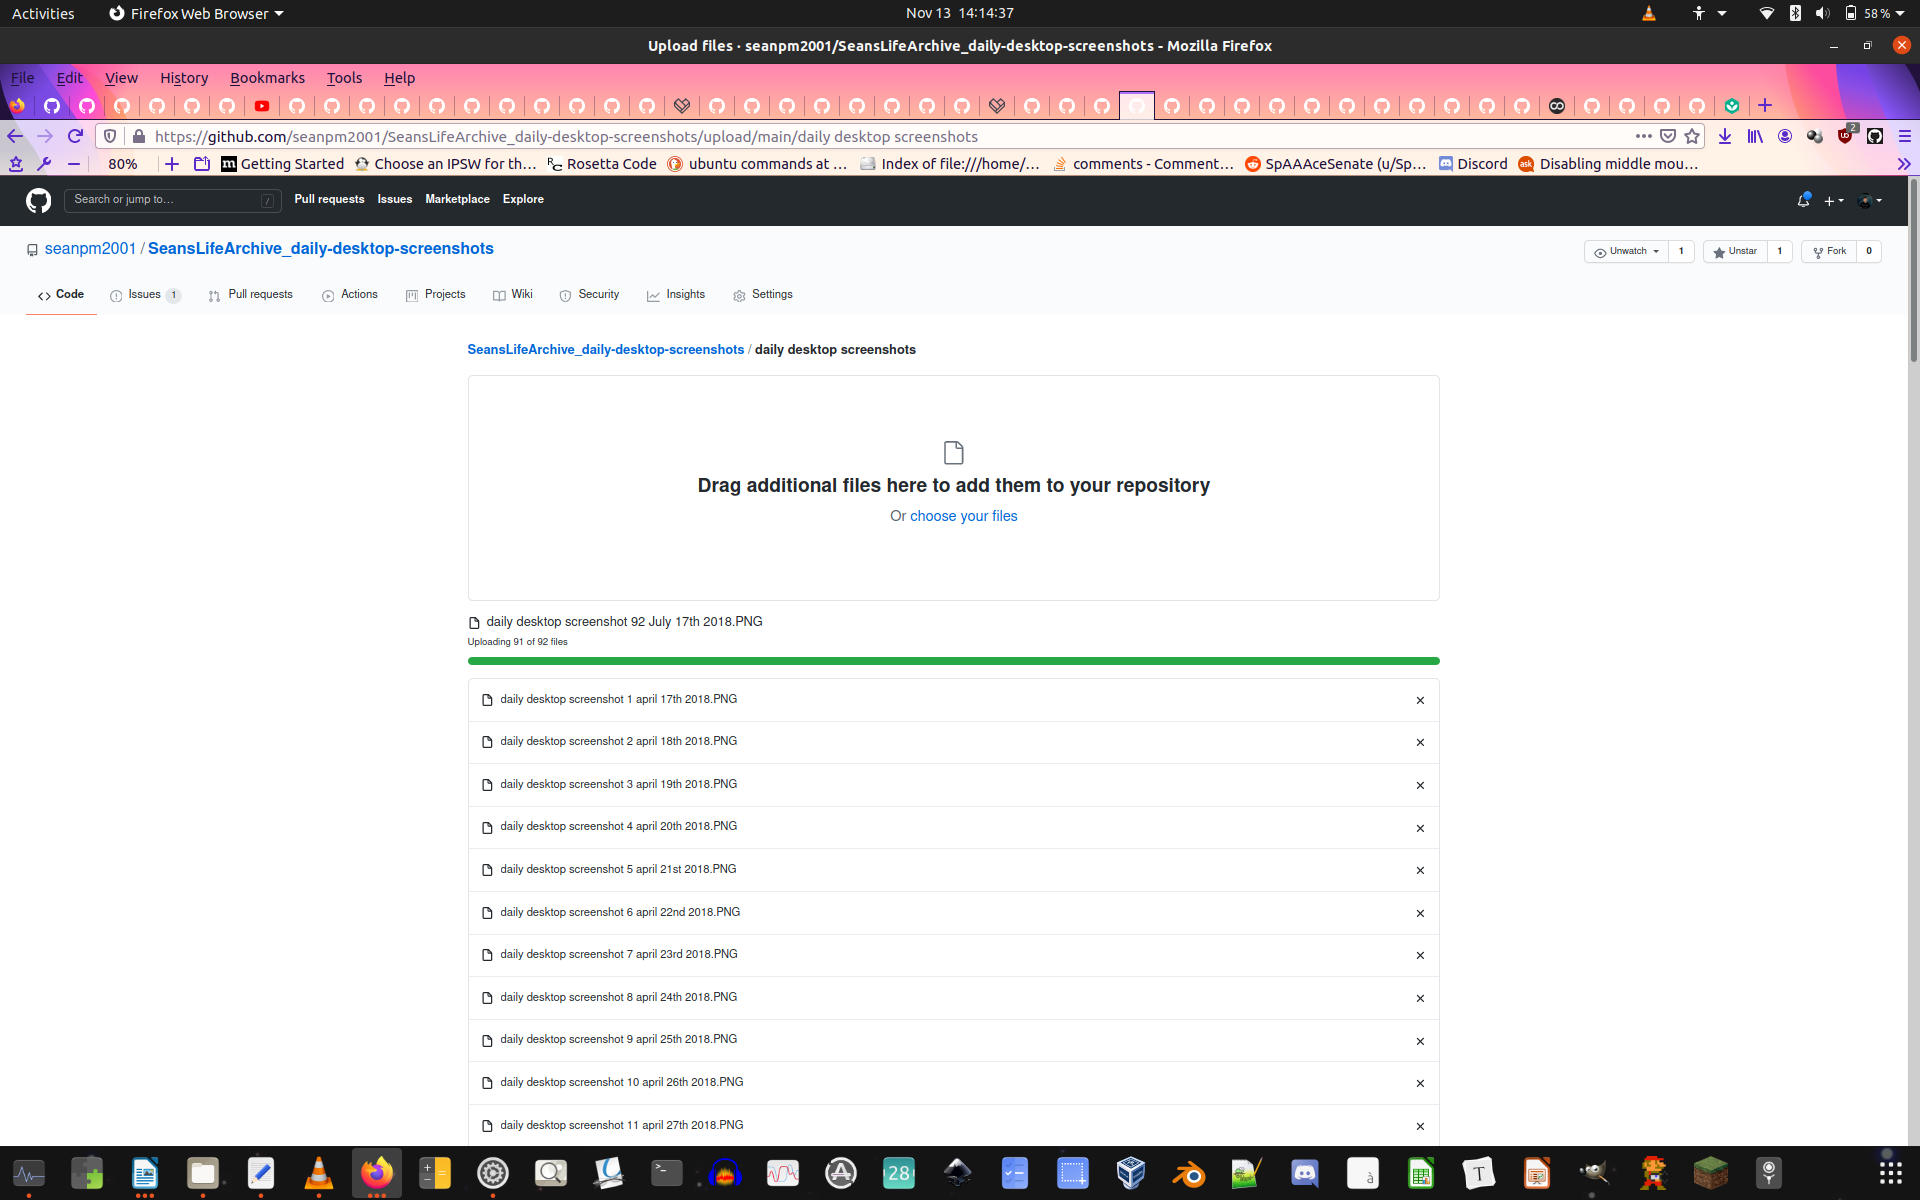 Activities Firefox Web Browser Nov 13 14:14:37 58 %
Upload files · seanpm2001/SeansLifeArchive_daily-desktop-screenshots - Mozilla Firefox
File Edit View History Bookmarks Tools Help
https://github.com/seanpm2001/SeansLifeArchive_daily-desktop-screenshots/upload/main/daily desktop screenshots 2
80% Getting Started Choose an IPSW for th… Rosetta Code ubuntu commands at … Index of file:///home/… comments - Comment… SpAAAceSenate (u/Sp… Discord ask Disabling middle mou…
Search or jump to… / Pull requests Issues Marketplace Explore
seanpm2001 / SeansLifeArchive_daily-desktop-screenshots Unwatch 1 Unstar 1 Fork 0
Code Issues 1 Pull requests Actions Projects Wiki Security Insights Settings
SeansLifeArchive_daily-desktop-screenshots / daily desktop screenshots
Drag additional files here to add them to your repository
Or choose your files
daily desktop screenshot 92 July 17th 2018.PNG
Uploading 91 of 92 files
daily desktop screenshot 1 april 17th 2018.PNG
daily desktop screenshot 2 april 18th 2018.PNG
daily desktop screenshot 3 april 19th 2018.PNG
daily desktop screenshot 4 april 20th 2018.PNG
daily desktop screenshot 5 april 21st 2018.PNG
daily desktop screenshot 6 april 22nd 2018.PNG
daily desktop screenshot 7 april 23rd 2018.PNG
daily desktop screenshot 8 april 24th 2018.PNG
daily desktop screenshot 9 april 25th 2018.PNG
daily desktop screenshot 10 april 26th 2018.PNG
daily desktop screenshot 11 april 27th 2018.PNG
28 à T